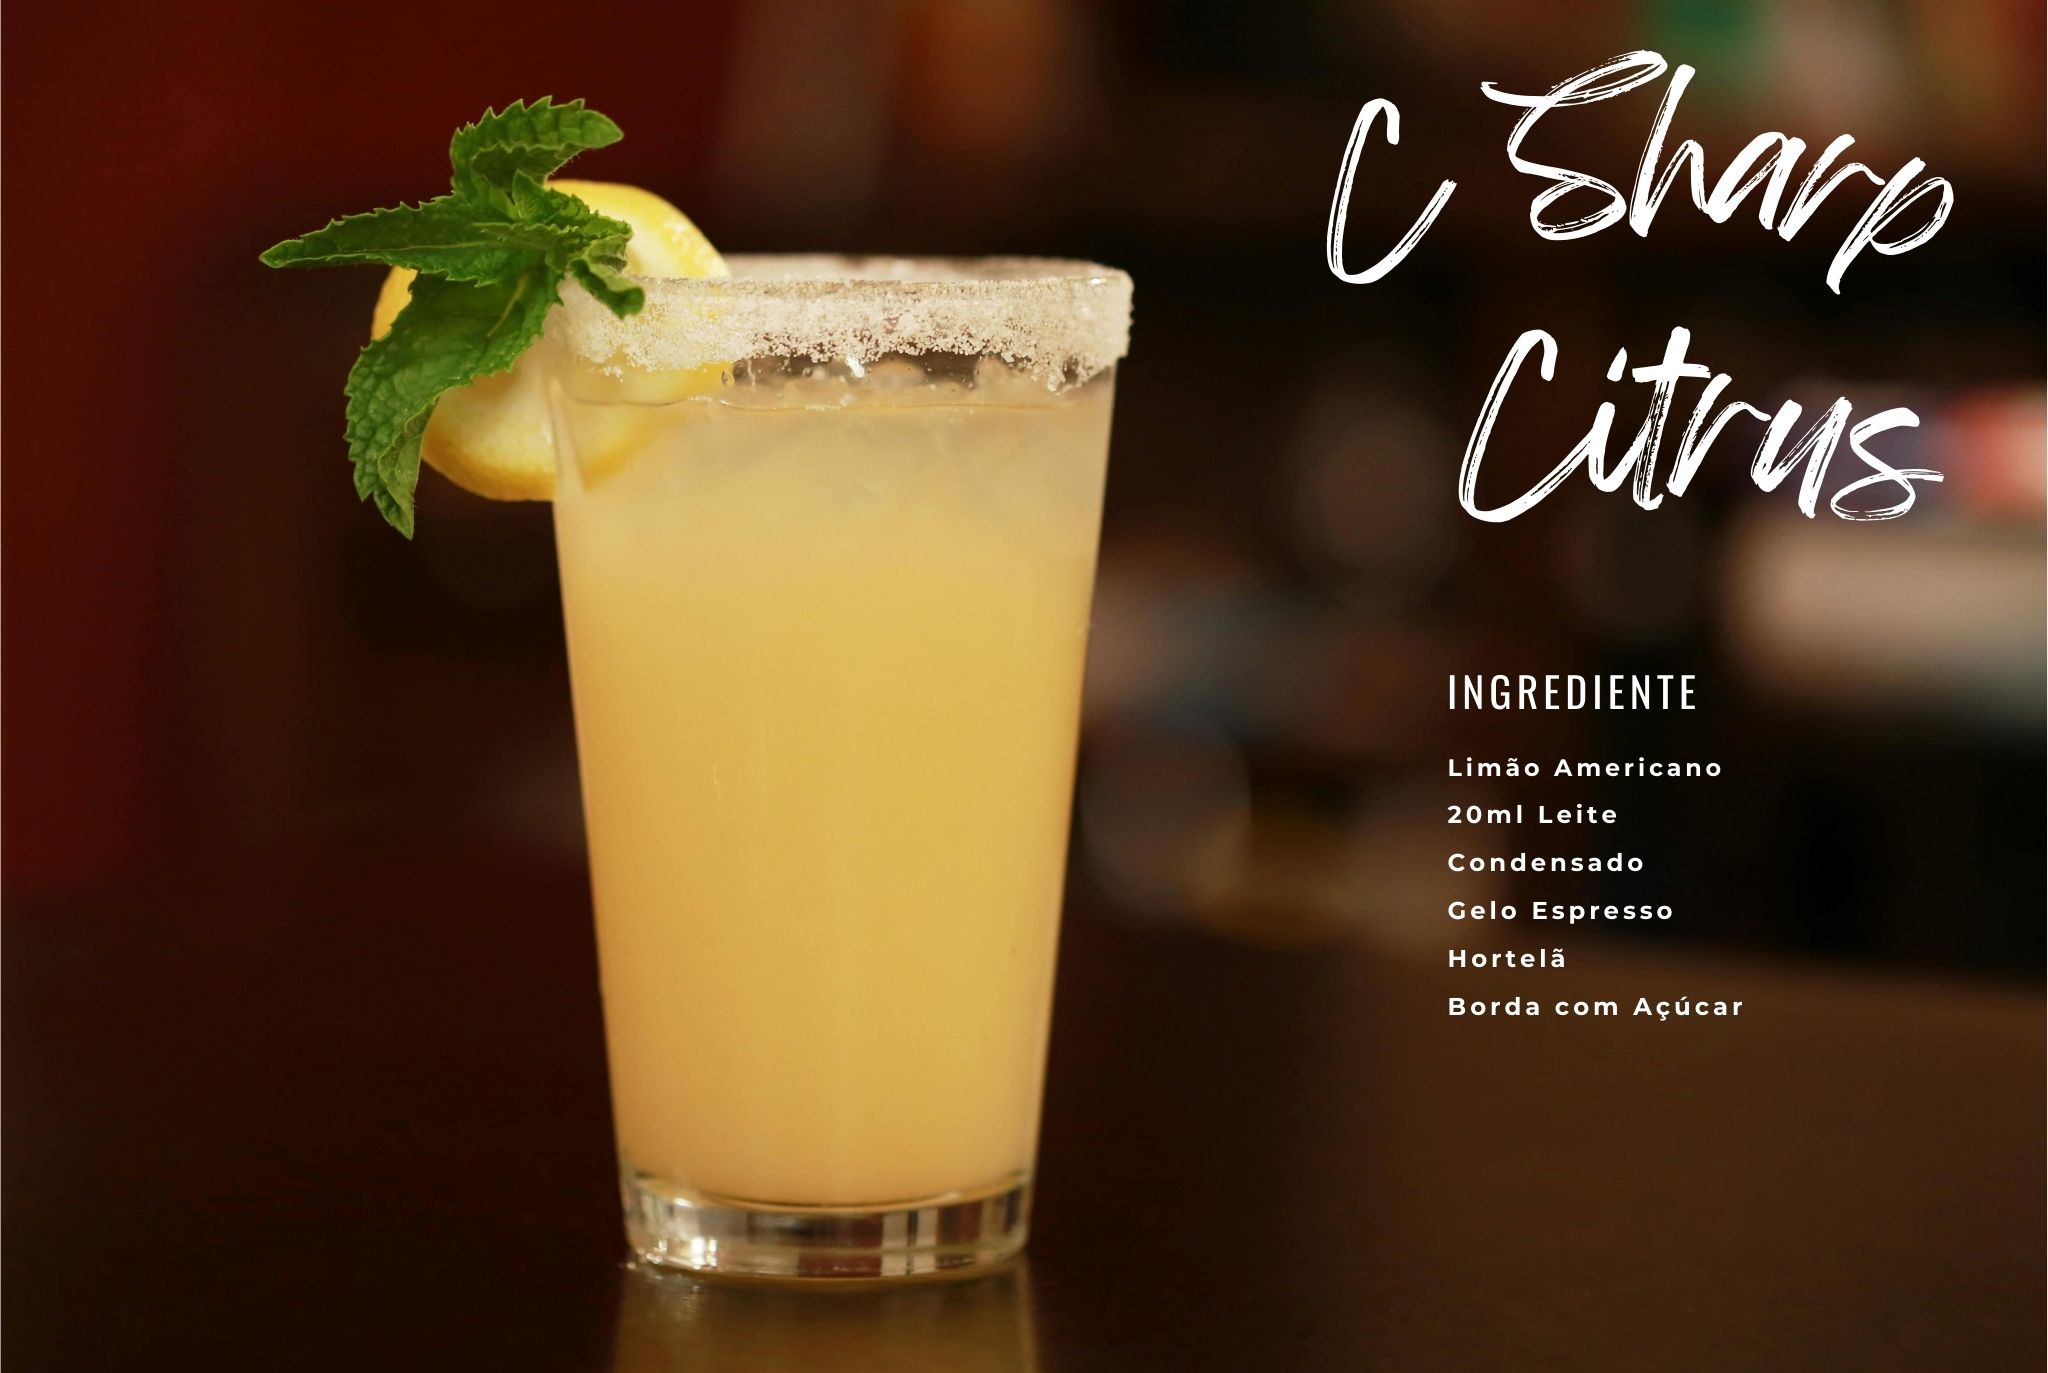 C Sharp
Citrus
INGREDIENTE
Limão Americano
20ml Leite
Condensado
Gelo Espresso
Hortelã
Borda com Açúcar